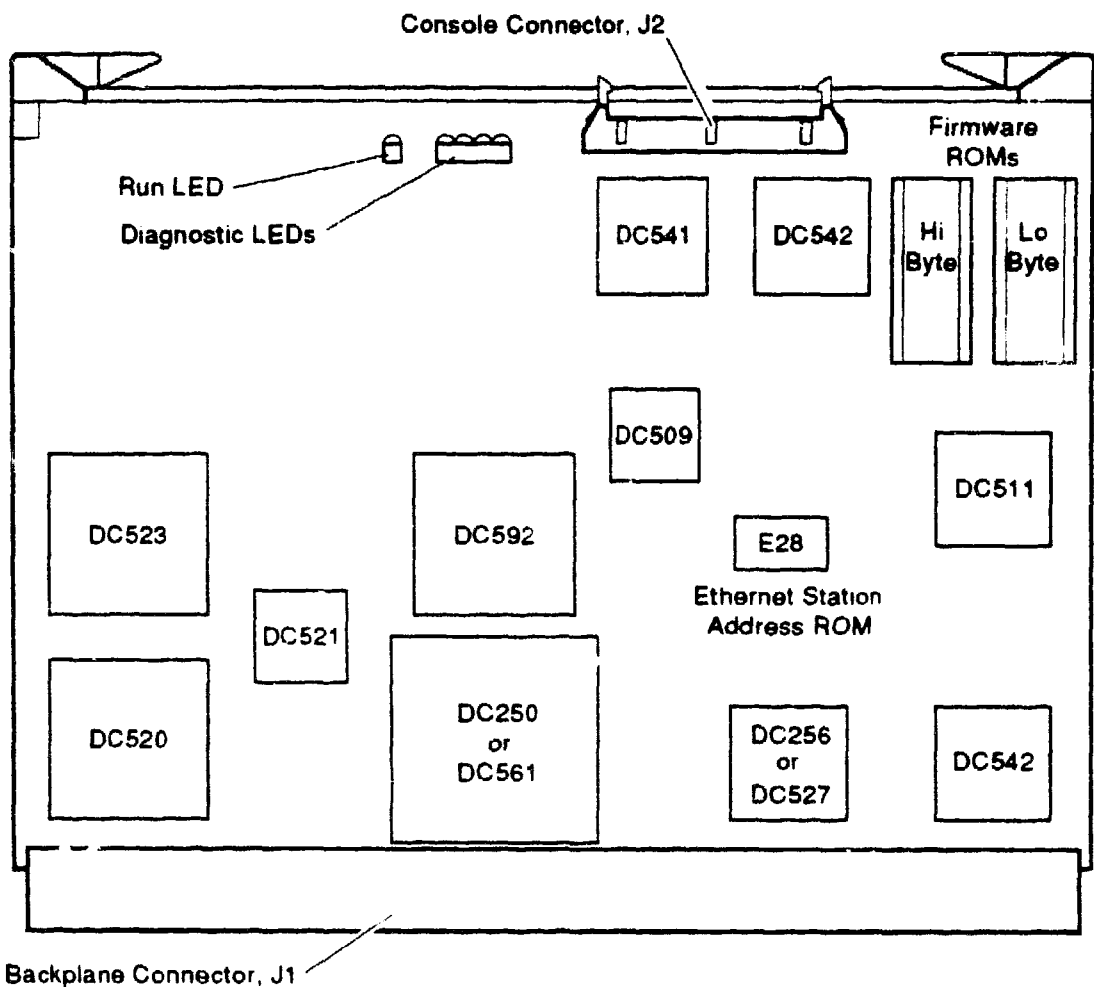 Console Connector, J2
Firmware
ROMs
Run LED
Diagnostic LEDs
DC541
DC542
Hi
Byte
Lo
Byte
DC509
DC511
DC523
DC592
E28
Ethernet Station
Address ROM
DC521
DC520
DC250
or
DC561
DC256
or
DC527
DC542
Backplane Connector, J1